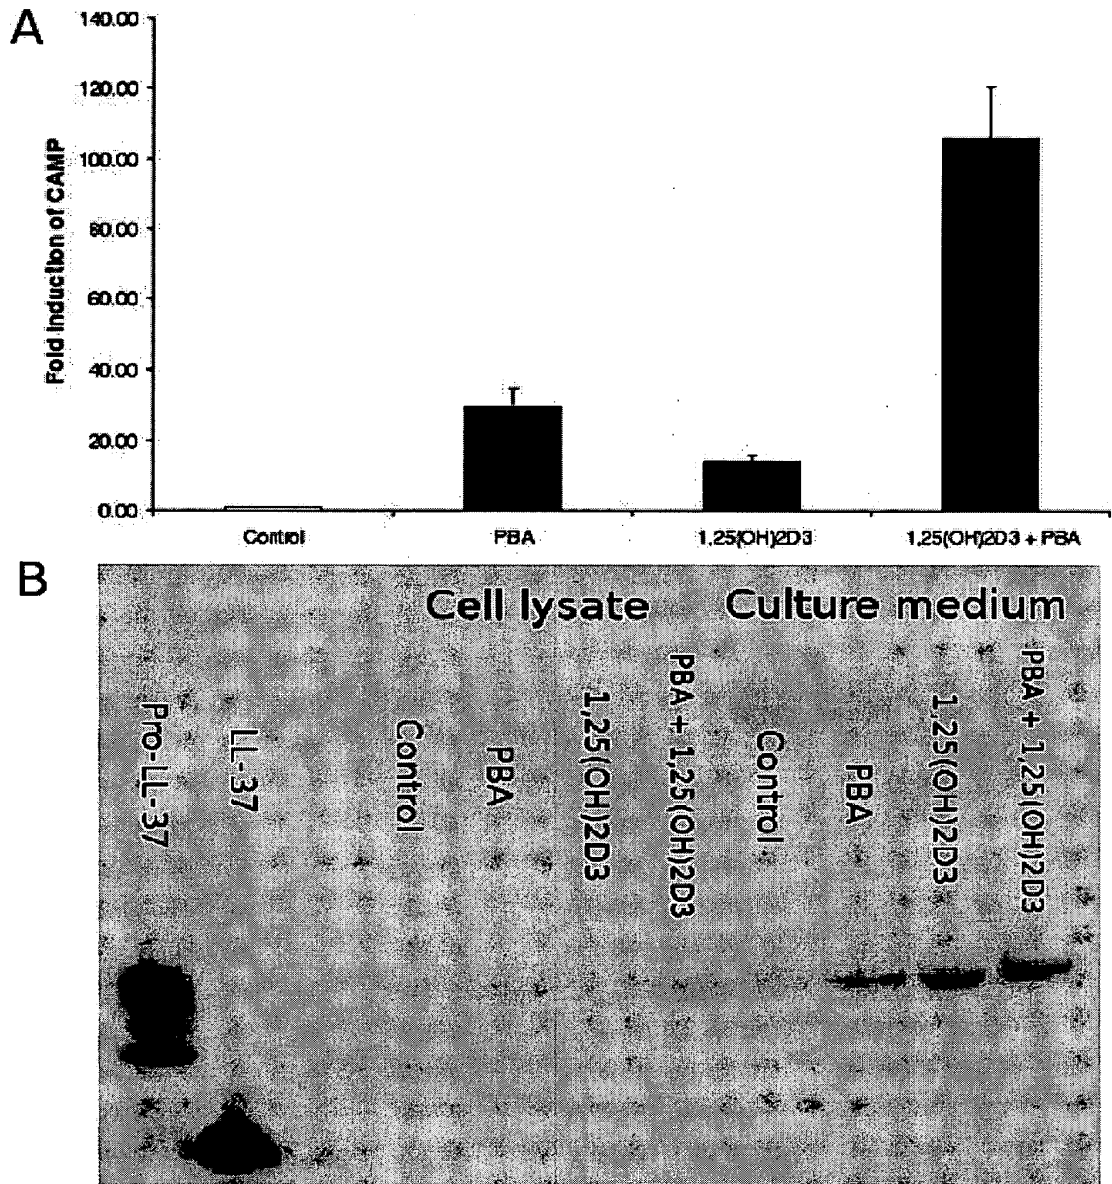 A
140.00
120.00
100.00
80.00
60.00
40.00
20.00
0.00
Fold Induction of CAMP
Control
PBA
1,25(OH)2D3
1,25(OH)2D3 + PBA
B
Cell lysate
Culture medium
Pro-LL-37
LL-37
Control
PBA
1,25(OH)2D3
PBA + 1,25(OH)2D3
Control
PBA
1,25(OH)2D3
PBA + 1,25(OH)2D3